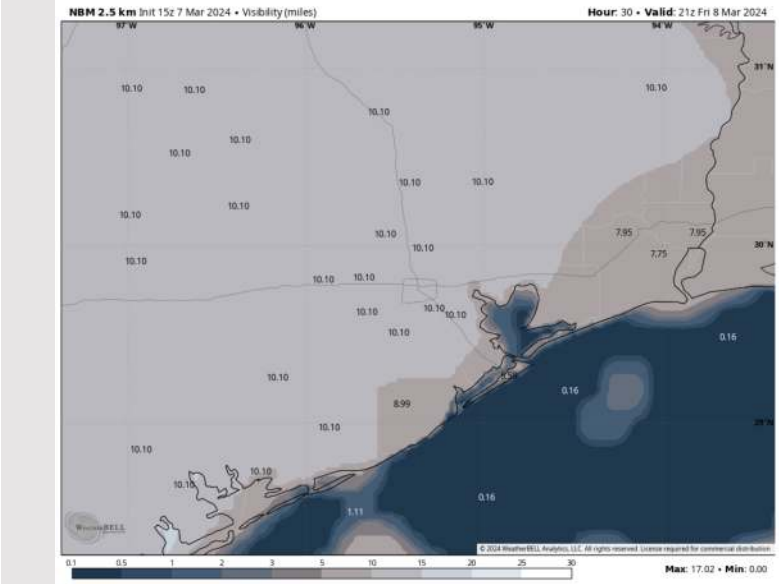 NBM 2.5 km Init 15z 7 Mar 2024 • Visibility (miles)
Hour: 30 • Valid: 21z Fri 8 Mar 2024
97°W 96°W 95°W 94°W
31°N
10.10 10.10 10.10
10.10
10.10
10.10
10.10 10.10
10.10 10.10
10.10 7.95 7.95
10.10 30°N
7.75
10.10
10.10 10.10
10.10 10.10 10.10
10.10
0.16
10.10
0.16
8.99
10.10 29°N
10.10
10.10
10.10
0.16
1.11
WEATHERBELL
© 2024 WeatherBELL Analytics, LLC. All rights reserved. License required for commercial distribution
0.1 0.5 1 2 3 5 10 15 20 25 30
Max: 17.02 • Min: 0.00